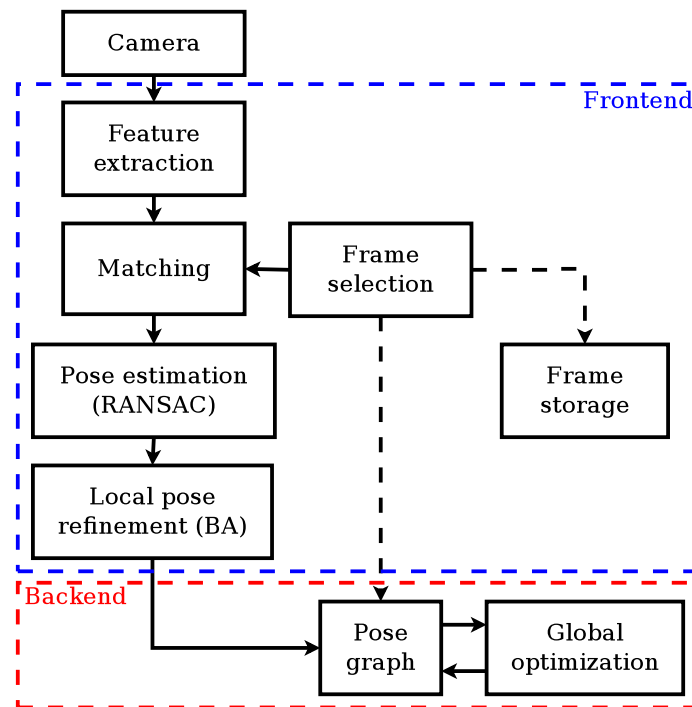 Camera
Frontend
Feature
extraction
Matching
Frame
selection
Pose estimation
(RANSAC)
Frame
storage
Local pose
refinement (BA)
Backend
Pose
graph
Global
optimization